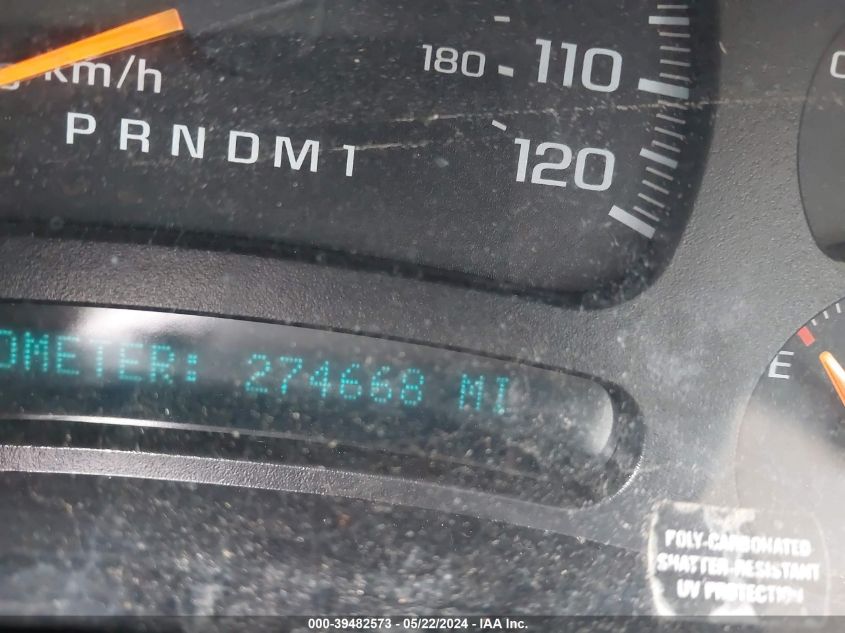 180 110
km/h
PRNDM1
120
OMETER: 274668 MI
E
POLY-CARBONATED
SHATTER-RESISTANT
UV PROTECTION
000-39482573 - 05/22/2024 - IAA Inc.